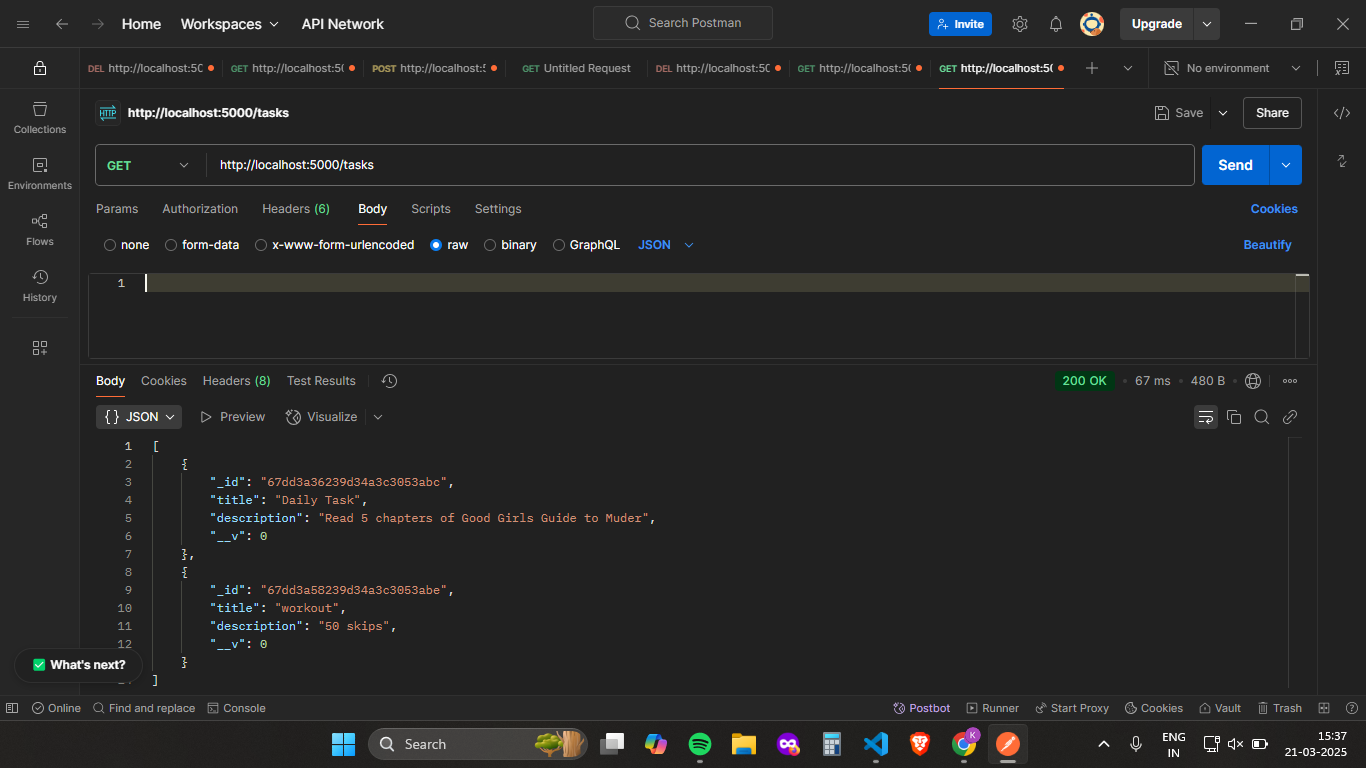 Home Workspaces API Network Search Postman Invite Upgrade
DEL http://localhost:50 GET http://localhost:50 POST http://localhost:5 GET Untitled Request DEL http://localhost:50 GET http://localhost:50 GET http://localhost:50 No environment
HTTP http://localhost:5000/tasks Save Share
Collections
GET http://localhost:5000/tasks Send
Environments
Params Authorization Headers (6) Body Scripts Settings Cookies
Flows
none form-data x-www-form-urlencoded raw binary GraphQL JSON Beautify
History
1
Body Cookies Headers (8) Test Results 200 OK • 67 ms • 480 B
{} JSON Preview Visualize
1 [
2 {
3 "_id": "67dd3a36239d34a3c3053abc",
4 "title": "Daily Task",
5 "description": "Read 5 chapters of Good Girls Guide to Muder",
6 "__v": 0
7 },
8 {
9 "_id": "67dd3a58239d34a3c3053abe",
10 "title": "workout",
11 "description": "50 skips",
12 "__v": 0
}
]
What's next?
Online Find and replace Console Postbot Runner Start Proxy Cookies Vault Trash
Search K ENG IN 15:37
21-03-2025